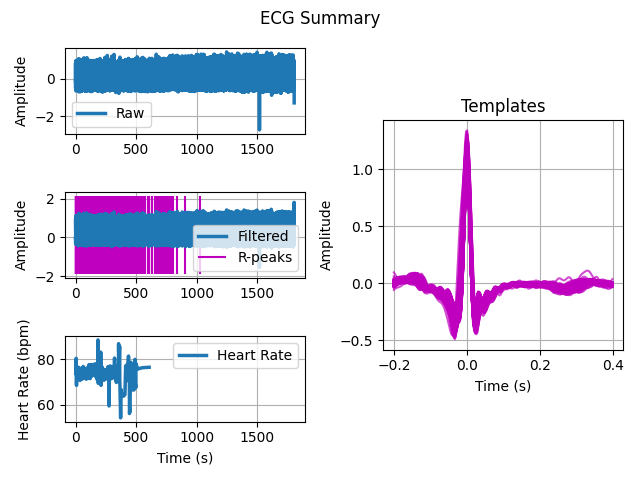 ECG Summary
Amplitude
0
−2
Raw
0 500 1000 1500
Amplitude
2
0
−2
Filtered
R-peaks
0 500 1000 1500
Heart Rate (bpm)
80
60
Heart Rate
0 500 1000 1500
Time (s)
Templates
Amplitude
1.0
0.5
0.0
−0.5
−0.2 0.0 0.2 0.4
Time (s)